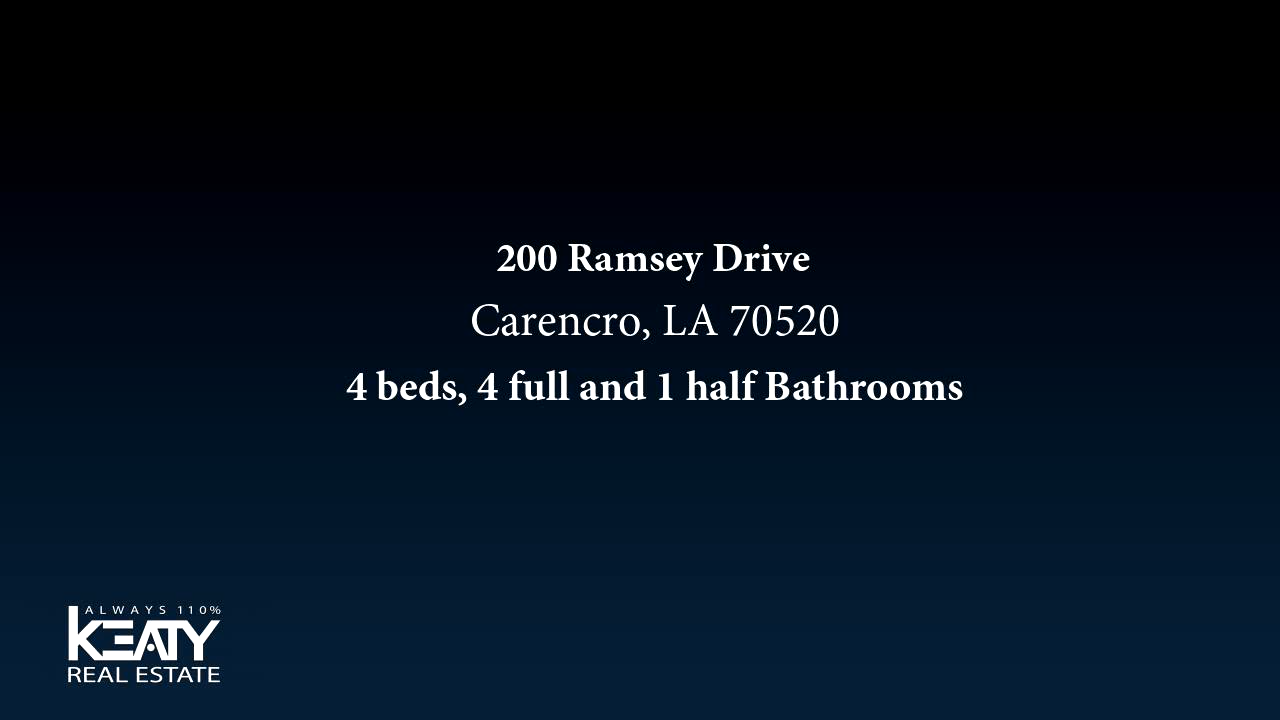 200 Ramsey Drive
Carencro, LA 70520
4 beds, 4 full and 1 half Bathrooms
ALWAYS 110%
KEATY
REAL ESTATE